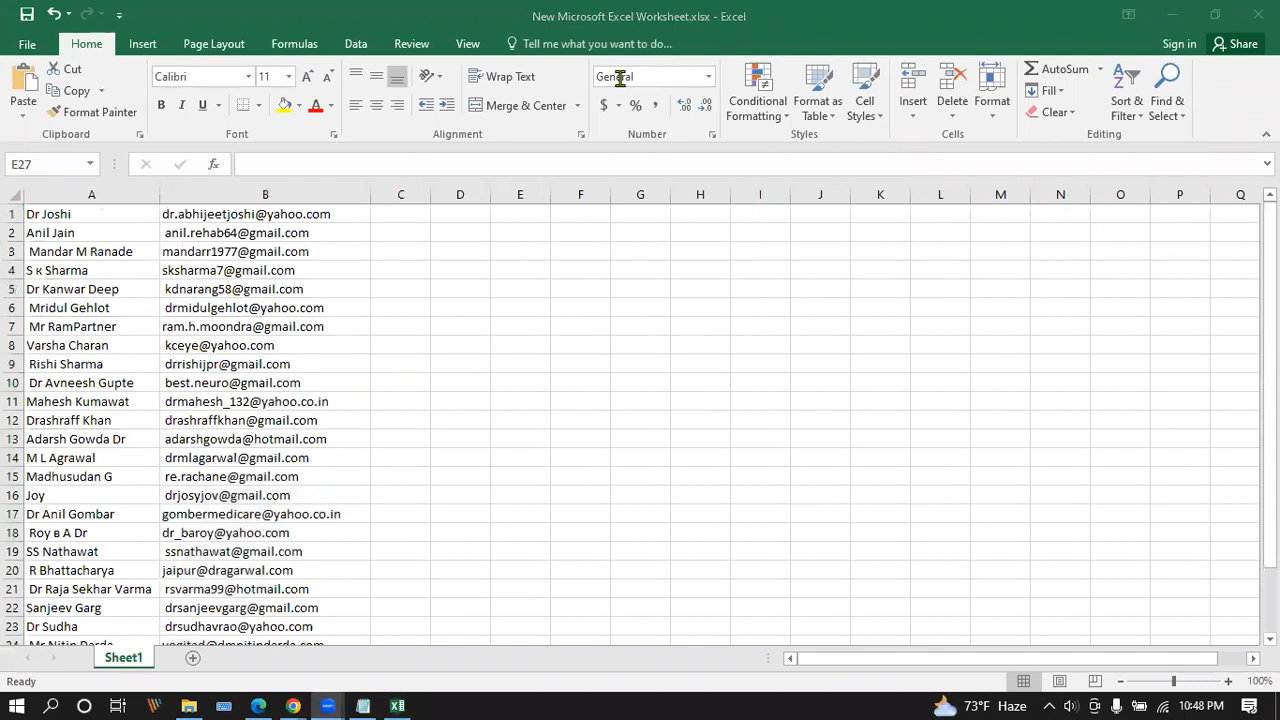 New Microsoft Excel Worksheet.xlsx - Excel
File Home Insert Page Layout Formulas Data Review View Tell me what you want to do... Sign in Share
Paste Cut Copy Format Painter Clipboard
Calibri 11 B I U Font
Wrap Text Merge & Center Alignment
General $ % , Number
Conditional Formatting Format as Table Cell Styles Styles
Insert Delete Format Cells
AutoSum Fill Clear Sort & Filter Find & Select Editing
E27 fx
A B C D E F G H I J K L M N O P Q
1 Dr Joshi dr.abhijeetjoshi@yahoo.com
2 Anil Jain anil.rehab64@gmail.com
3 Mandar M Ranade mandarr1977@gmail.com
4 S к Sharma sksharma7@gmail.com
5 Dr Kanwar Deep kdnarang58@gmail.com
6 Mridul Gehlot drmidulgehlot@yahoo.com
7 Mr RamPartner ram.h.moondra@gmail.com
8 Varsha Charan kceye@yahoo.com
9 Rishi Sharma drrishijpr@gmail.com
10 Dr Avneesh Gupte best.neuro@gmail.com
11 Mahesh Kumawat drmahesh_132@yahoo.co.in
12 Drashraff Khan drashraffkhan@gmail.com
13 Adarsh Gowda Dr adarshgowda@hotmail.com
14 M L Agrawal drmlagarwal@gmail.com
15 Madhusudan G re.rachane@gmail.com
16 Joy drjosyjov@gmail.com
17 Dr Anil Gombar gombermedicare@yahoo.co.in
18 Roy в A Dr dr_baroy@yahoo.com
19 SS Nathawat ssnathawat@gmail.com
20 R Bhattacharya jaipur@dragarwal.com
21 Dr Raja Sekhar Varma rsvarma99@hotmail.com
22 Sanjeev Garg drsanjeevgarg@gmail.com
23 Dr Sudha drsudhavrao@yahoo.com
24 Mr Nitin Darda yogitad@dmnitindarda.com
Sheet1
Ready 100%
73°F Haze 10:48 PM